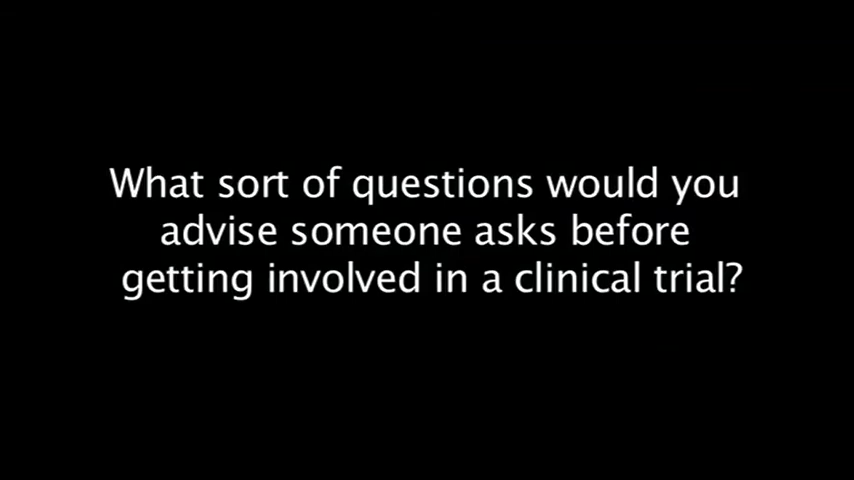 What sort of questions would you
advise someone asks before
getting involved in a clinical trial?